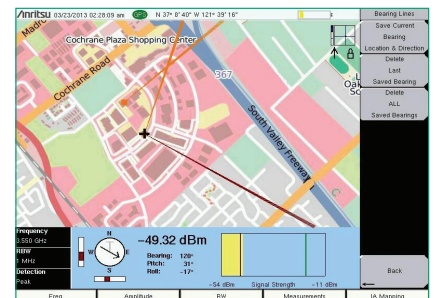 Anritsu 03/23/2013 02:28:09 am GPS N 37° 8' 40" W 121° 39' 16"
Bearing Lines
Save Current
Bearing
Location & Direction
Delete
Last
Saved Bearing
Delete
ALL
Saved Bearings
Back
Cochrane Plaza Shopping Center
Cochrane Road
367
South Valley Freeway
Frequency
0.550 GHz
RBW
1 MHz
Detection
Peak
N
W
E
S
-49.32 dBm
Bearing: 120°
Pitch: 31°
Roll: -17°
-54 dBm Signal Strength -11 dBm
Freq
Amplitude
BW
Measurements
IA Mapping